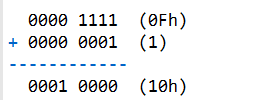 0000 1111 (0Fh)
+ 0000 0001 (1)
------------
0001 0000 (10h)